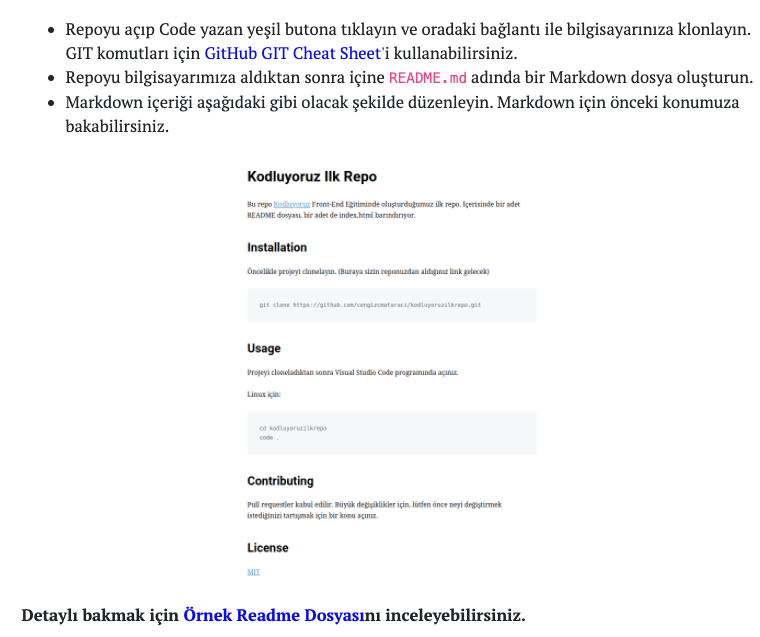 Repoyu açıp Code yazan yeşil butona tıklayın ve oradaki bağlantı ile bilgisayarınıza klonlayın.
GIT komutları için GitHub GIT Cheat Sheet'i kullanabilirsiniz.
Repoyu bilgisayarımıza aldıktan sonra içine README.md adında bir Markdown dosya oluşturun.
Markdown içeriği aşağıdaki gibi olacak şekilde düzenleyin. Markdown için önceki konumuza
bakabilirsiniz.
Kodluyoruz Ilk Repo
Bu repo Kodluyoruz Front-End Eğitiminde oluşturduğumuz ilk repo. İçerisinde bir adet
README dosyası, bir adet de index.html barındırıyor.
Installation
Öncelikle projeyi clonelayın. (Buraya sizin reponuzdan aldığınız link gelecek)
git clone https://github.com/cengizcmataraci/kodluyoruzilkrepo.git
Usage
Projeyi cloneladıktan sonra Visual Studio Code programında açınız.
Linux için:
cd kodluyoruzilkrepo
code .
Contributing
Pull requestler kabul edilir. Büyük değişiklikler için, lütfen önce neyi değiştirmek
istediğinizi tartışmak için bir konu açınız.
License
MIT
Detaylı bakmak için Örnek Readme Dosyasını inceleyebilirsiniz.